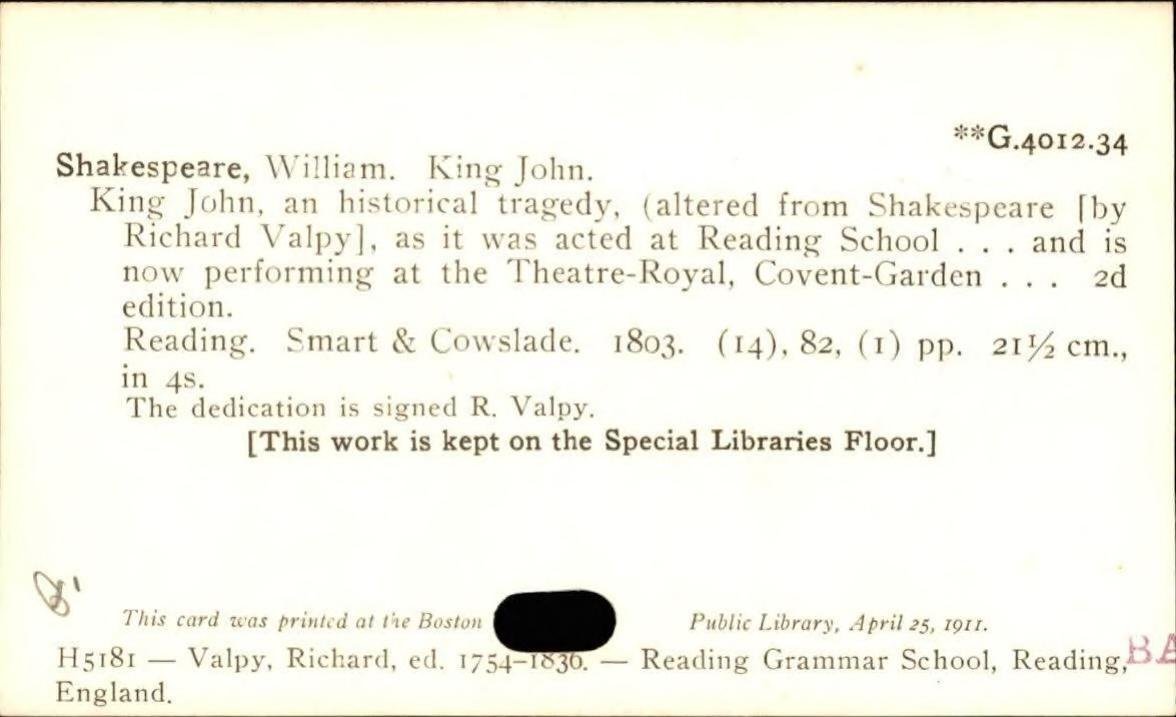 **G.4012.34
Shakespeare, William. King John.
King John, an historical tragedy, (altered from Shakespeare [by
Richard Valpy], as it was acted at Reading School . . . and is
now performing at the Theatre-Royal, Covent-Garden . . . 2d
edition.
Reading. Smart & Cowslade. 1803. (14), 82, (1) pp. 21½ cm.,
in 4s.
The dedication is signed R. Valpy.
[This work is kept on the Special Libraries Floor.]
This card was printed at the Boston Public Library, April 25, 1911.
H5181 — Valpy, Richard, ed. 1754–1836. — Reading Grammar School, Reading,
England.